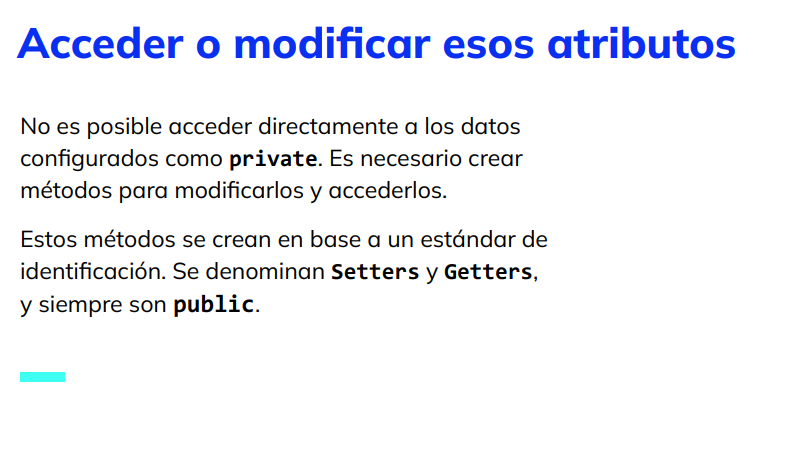 Acceder o modificar esos atributos
No es posible acceder directamente a los datos
configurados como private. Es necesario crear
métodos para modificarlos y accederlos.
Estos métodos se crean en base a un estándar de
identificación. Se denominan Setters y Getters,
y siempre son public.